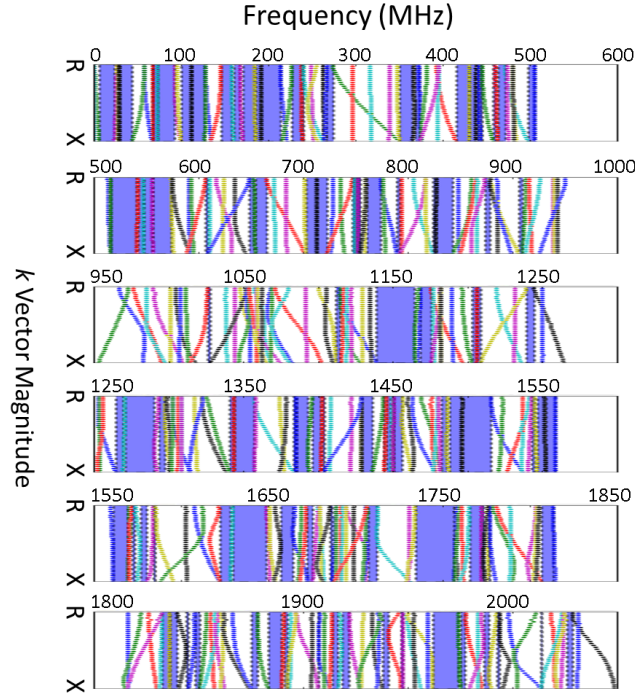 Frequency (MHz)
0 100 200 300 400 500 600
R
X
500 600 700 800 900 1000
R
X
950 1050 1150 1250
R
X
k Vector Magnitude
1250 1350 1450 1550
R
X
1550 1650 1750 1850
R
X
1800 1900 2000
R
X